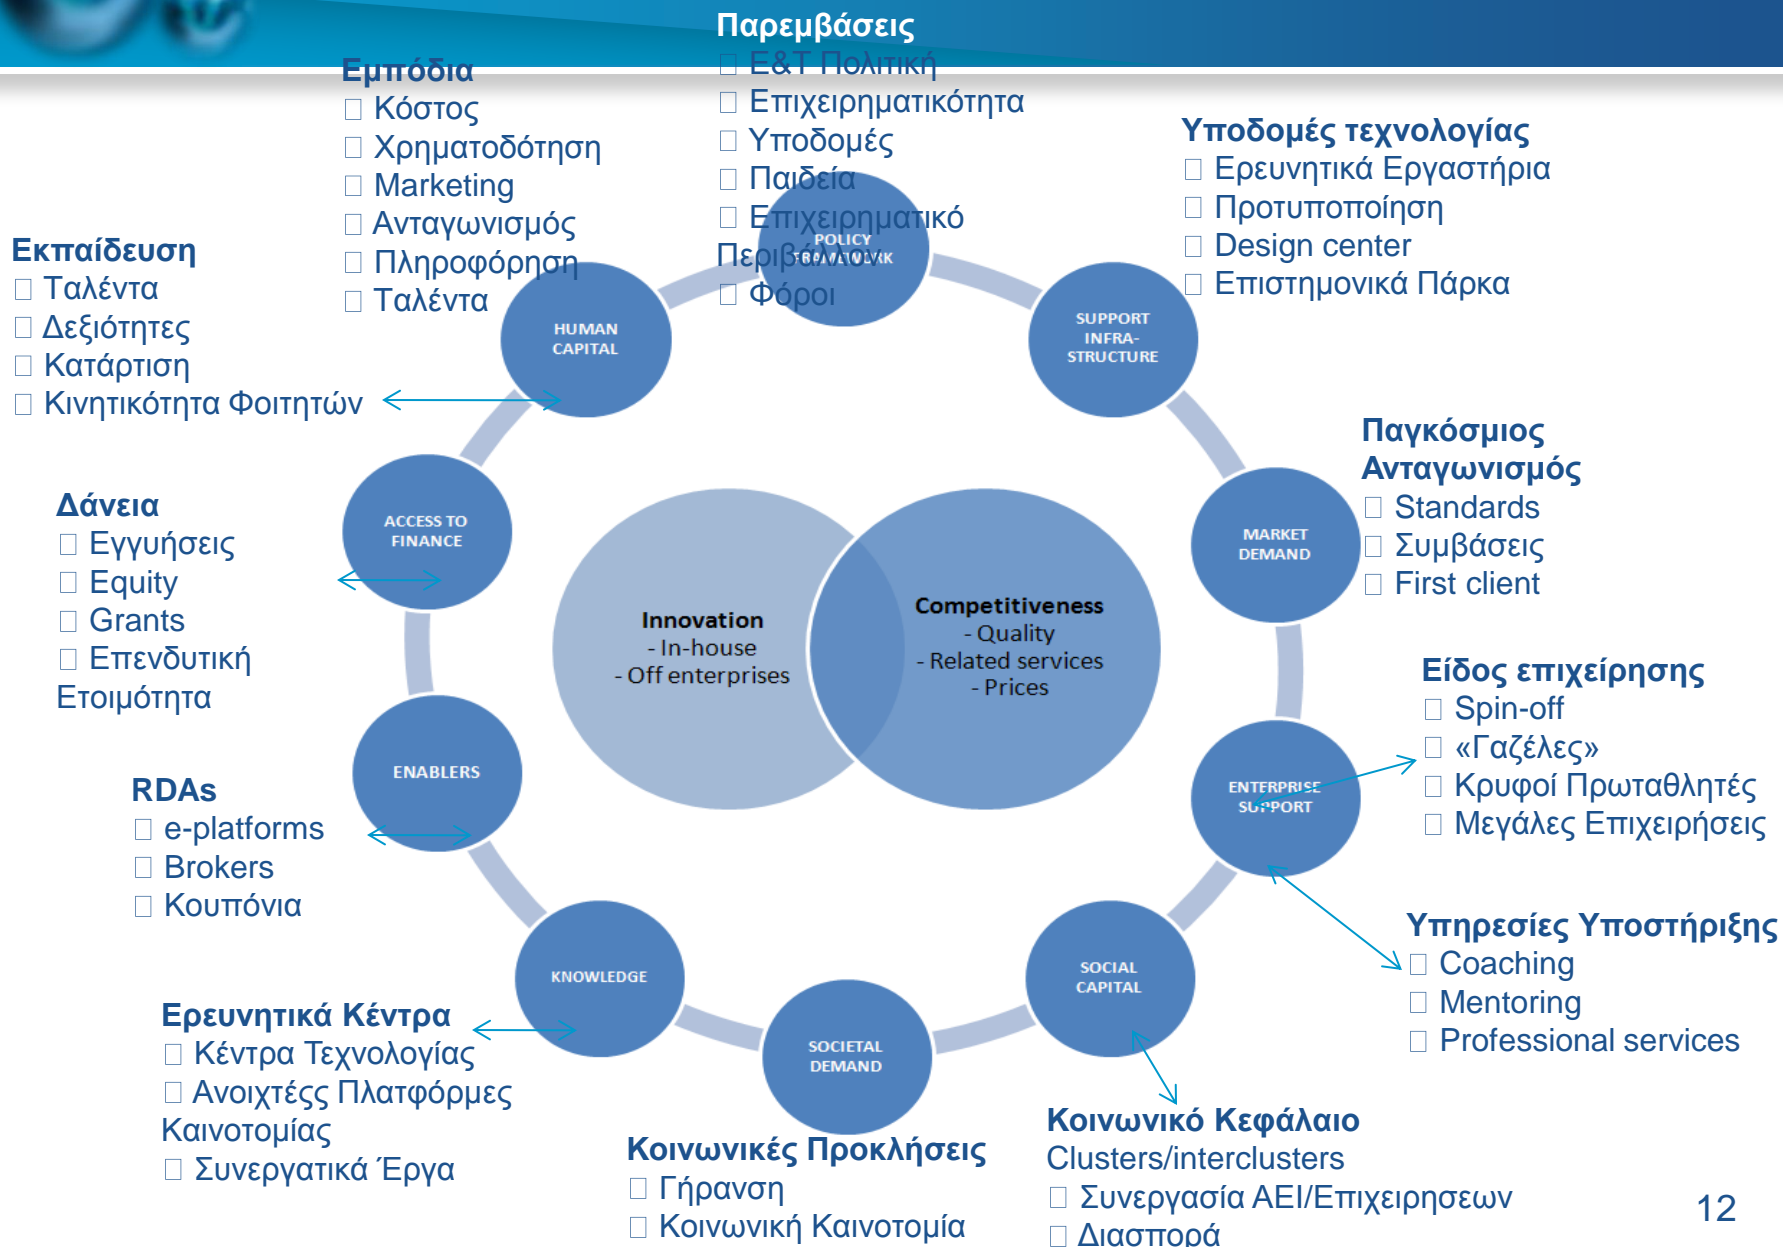 Παρεμβάσεις
□ Ε&Τ Πολιτική
□ Επιχειρηματικότητα
□ Υποδομές
□ Παιδεία
□ Επιχειρηματικό
Περιβάλλον
□ Φόροι
Εμπόδια
□ Κόστος
□ Χρηματοδότηση
□ Marketing
□ Ανταγωνισμός
□ Πληροφόρηση
□ Ταλέντα
Υποδομές τεχνολογίας
□ Ερευνητικά Εργαστήρια
□ Προτυποποίηση
□ Design center
□ Επιστημονικά Πάρκα
Εκπαίδευση
□ Ταλέντα
□ Δεξιότητες
□ Κατάρτιση
□ Κινητικότητα Φοιτητών
POLICY
FRAMEWORK
HUMAN
CAPITAL
SUPPORT
INFRA-
STRUCTURE
Παγκόσμιος
Ανταγωνισμός
□ Standards
□ Συμβάσεις
□ First client
Δάνεια
□ Εγγυήσεις
□ Equity
□ Grants
□ Επενδυτική
Ετοιμότητα
ACCESS TO
FINANCE
MARKET
DEMAND
Innovation
- In-house
- Off enterprises
Competitiveness
- Quality
- Related services
- Prices
Είδος επιχείρησης
□ Spin-off
□ «Γαζέλες»
□ Κρυφοί Πρωταθλητές
□ Μεγάλες Επιχειρήσεις
ENABLERS
ENTERPRISE
SUPPORT
RDAs
□ e-platforms
□ Brokers
□ Κουπόνια
Υπηρεσίες Υποστήριξης
□ Coaching
□ Mentoring
□ Professional services
KNOWLEDGE
SOCIAL
CAPITAL
Ερευνητικά Κέντρα
□ Κέντρα Τεχνολογίας
□ Ανοιχτέςς Πλατφόρμες
Καινοτομίας
□ Συνεργατικά Έργα
SOCIETAL
DEMAND
Κοινωνικές Προκλήσεις
□ Γήρανση
□ Κοινωνική Καινοτομία
Κοινωνικό Κεφάλαιο
Clusters/interclusters
□ Συνεργασία ΑΕΙ/Επιχειρησεων
□ Διασπορά
12